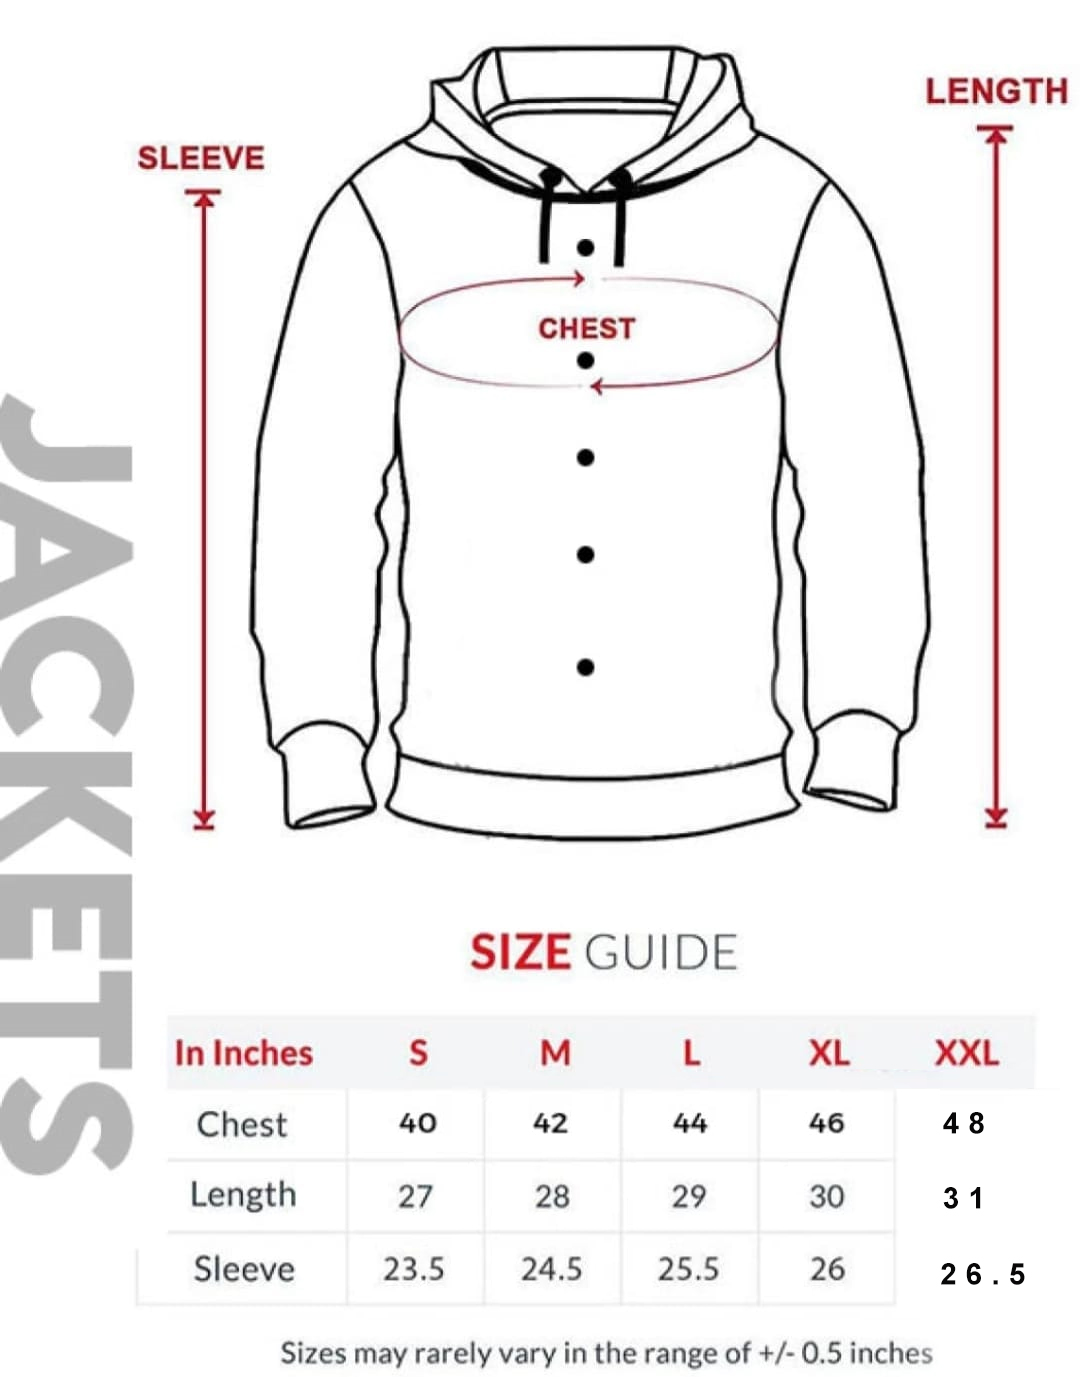 LENGTH
SLEEVE
CHEST
JACKETS
SIZE GUIDE
In Inches S M L XL XXL
Chest 40 42 44 46 48
Length 27 28 29 30 31
Sleeve 23.5 24.5 25.5 26 26.5
Sizes may rarely vary in the range of +/- 0.5 inches